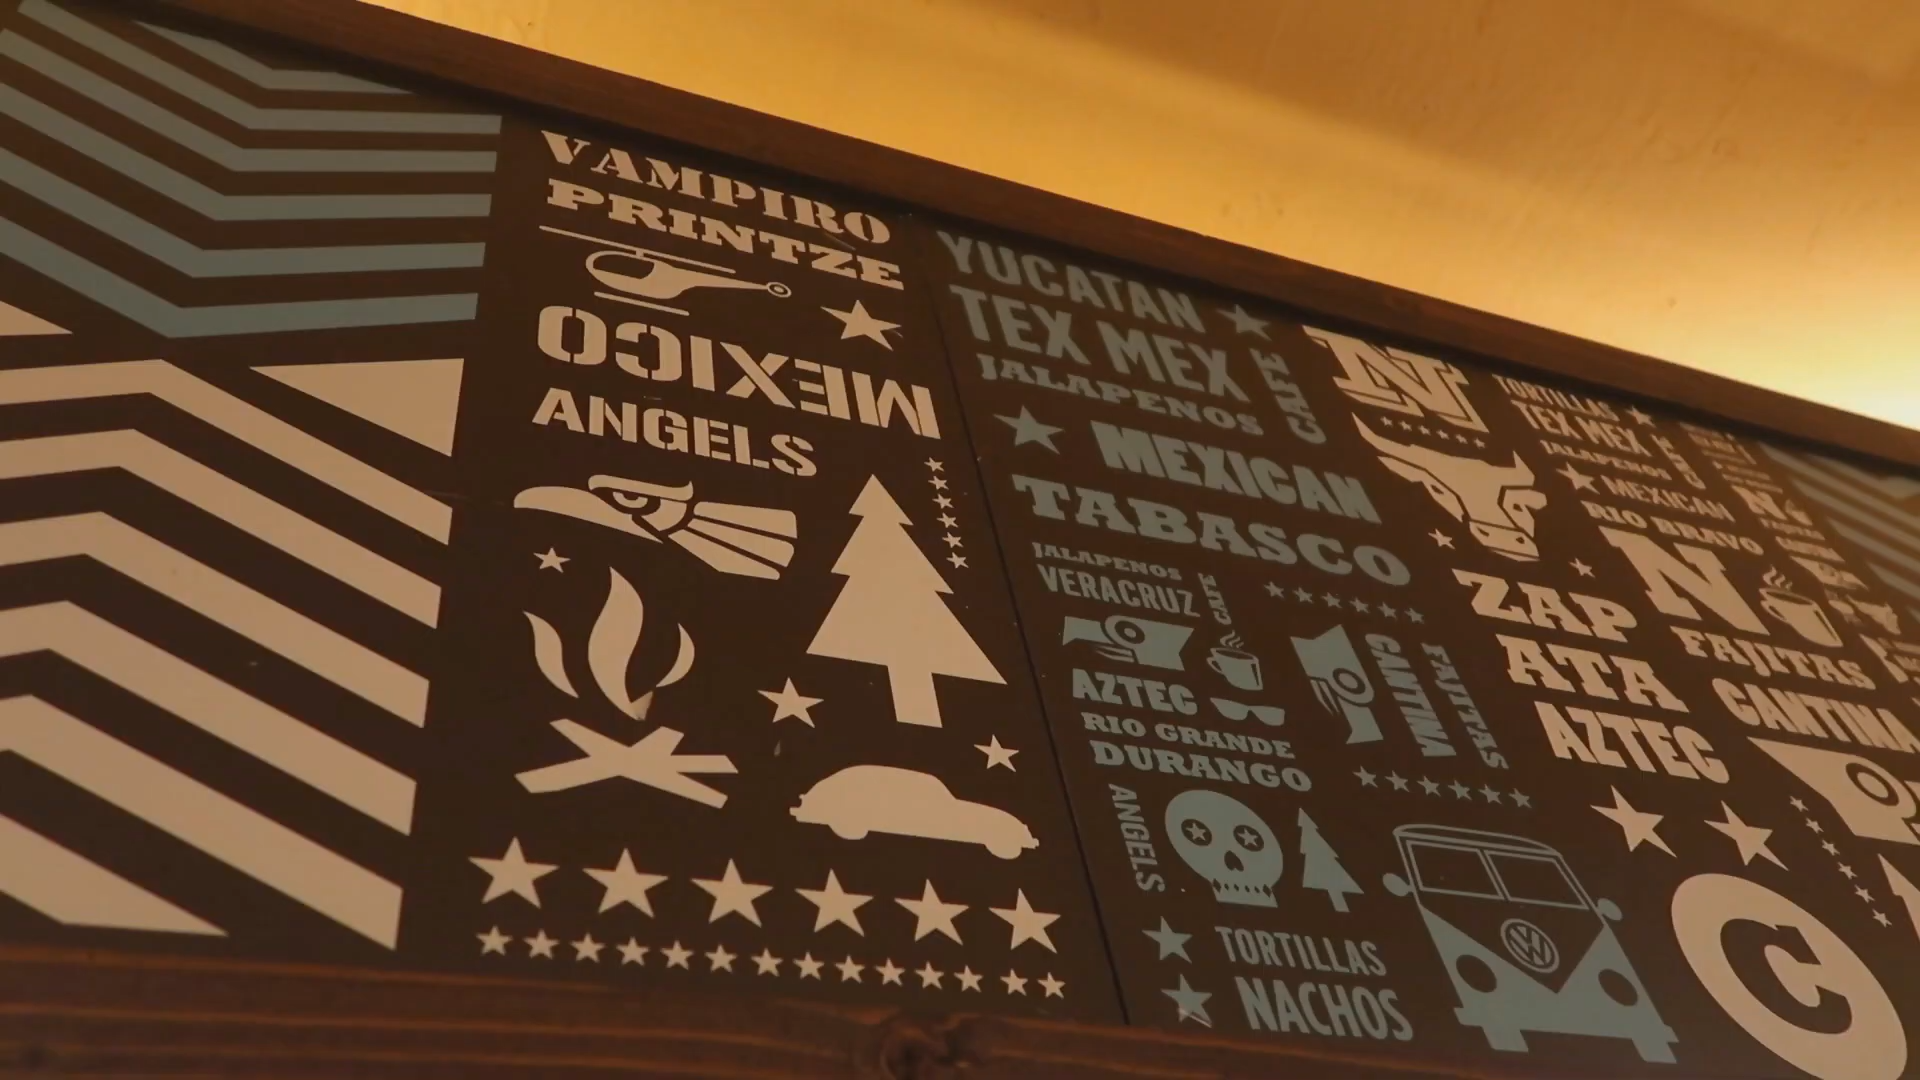 VAMPIRO
PRINTZE
MEXICO
ANGELS
YUCATAN
TEX MEX
CAFE
JALAPENOS
MEXICAN
TABASCO
JALAPENOS
VERACRUZ
CAFE
AZTEC
RIO GRANDE
DURANGO
ANGELS
CANTINA
FAJITAS
TORTILLAS
NACHOS
VW
N
ZAP
ATA
AZTEC
C
TORTILLAS
TEX MEX
JALAPENOS
MEXICAN
RIO BRAVO
N
FAJITAS
CANTINA